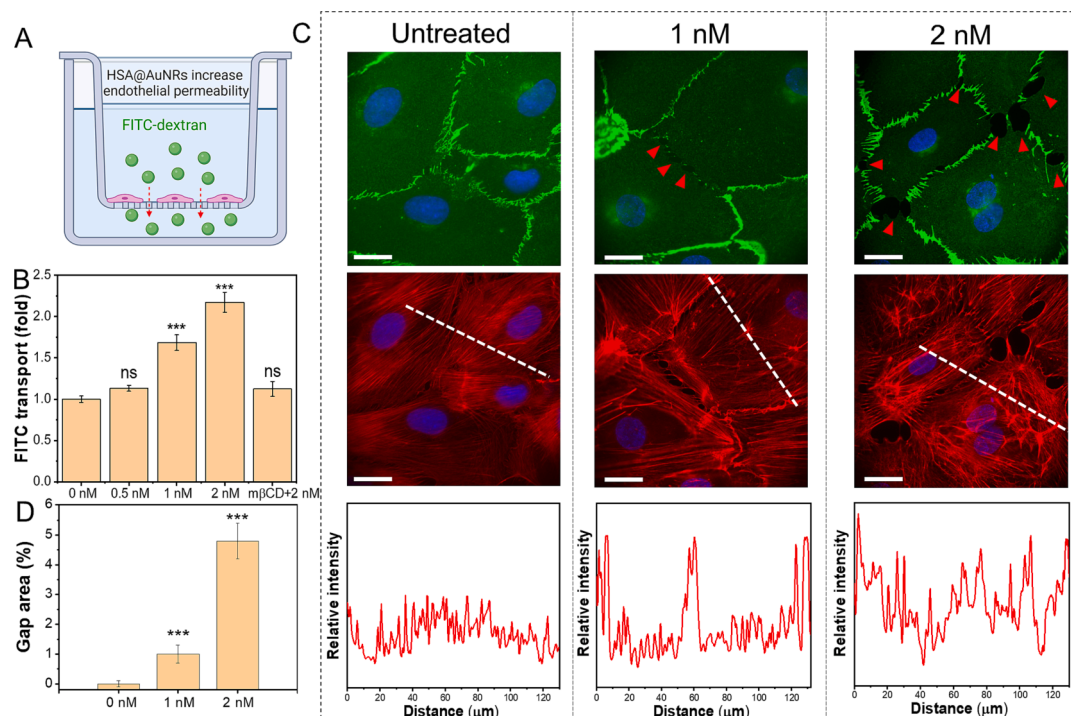 A
HSA@AuNRs increase
endothelial permeability
FITC-dextran
B
FITC transport (fold)
2.5
2.0
1.5
1.0
0.5
0.0
ns
***
***
ns
0 nM 0.5 nM 1 nM 2 nM mβCD+2 nM
D
Gap area (%)
6
5
4
3
2
1
0
***
***
0 nM 1 nM 2 nM
C
Untreated 1 nM 2 nM
Relative intensity
0 20 40 60 80 100 120
Distance (μm)
Relative intensity
0 20 40 60 80 100 120
Distance (μm)
Relative intensity
0 20 40 60 80 100 120
Distance (μm)